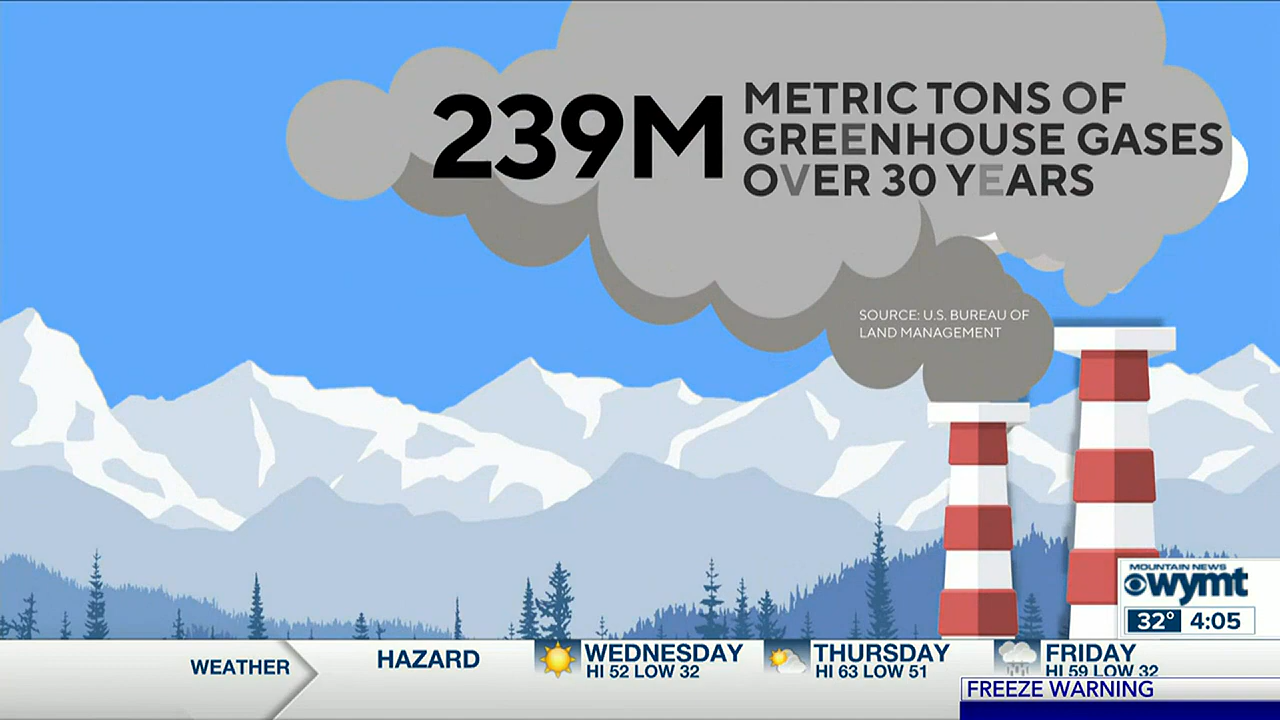 239M
METRIC TONS OF
GREENHOUSE GASES
OVER 30 YEARS
SOURCE: U.S. BUREAU OF
LAND MANAGEMENT
MOUNTAIN NEWS
wymt
32° 4:05
WEATHER
HAZARD
WEDNESDAY
HI 52 LOW 32
THURSDAY
HI 63 LOW 51
FRIDAY
HI 59 LOW 32
FREEZE WARNING